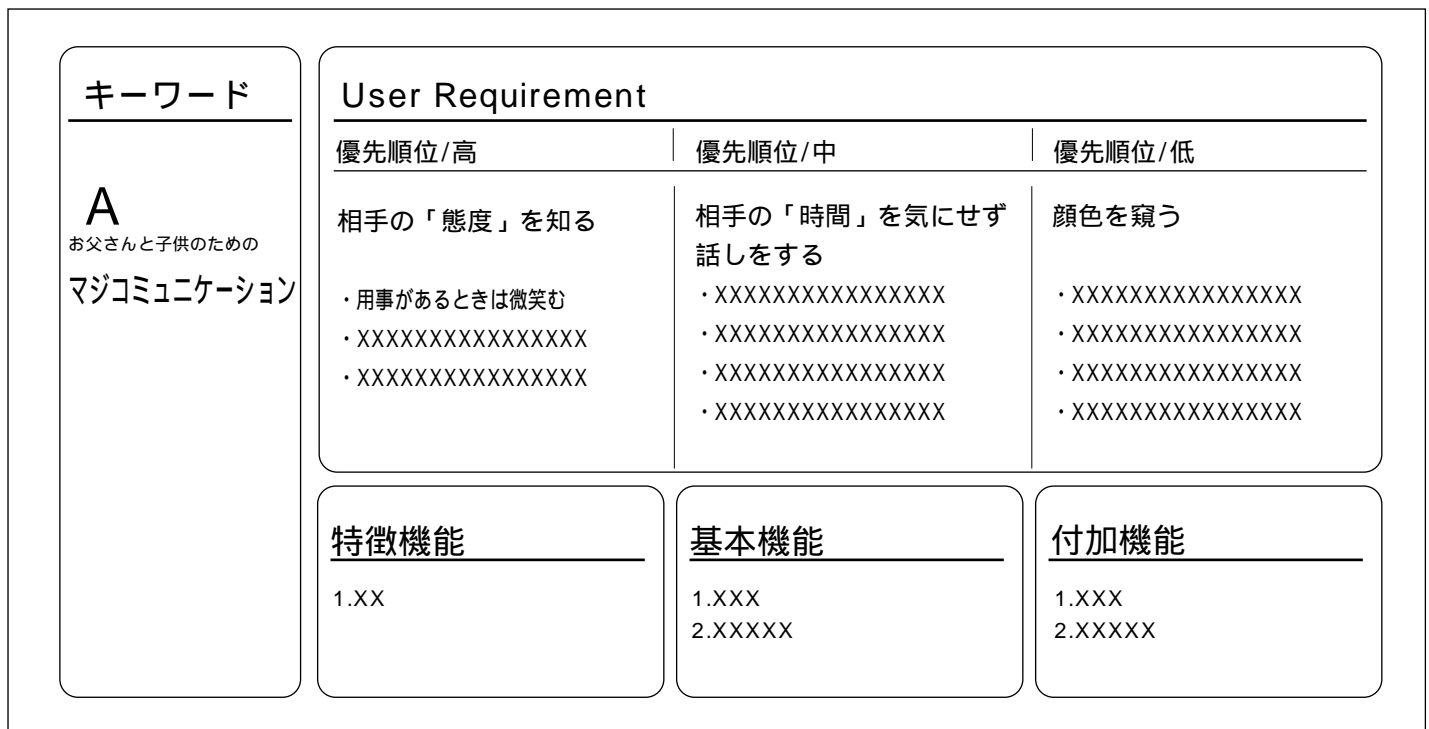 キーワード
A
お父さんと子供のための
マジコミュニケーション
User Requirement
優先順位/高
相手の「態度」を知る
・用事があるときは微笑む
・XXXXXXXXXXXXXXXX
・XXXXXXXXXXXXXXXX
優先順位/中
相手の「時間」を気にせず
話しをする
・XXXXXXXXXXXXXXXX
・XXXXXXXXXXXXXXXX
・XXXXXXXXXXXXXXXX
・XXXXXXXXXXXXXXXX
優先順位/低
顔色を窺う
・XXXXXXXXXXXXXXXX
・XXXXXXXXXXXXXXXX
・XXXXXXXXXXXXXXXX
・XXXXXXXXXXXXXXXX
特徴機能
1.XX
基本機能
1.XXX
2.XXXXX
付加機能
1.XXX
2.XXXXX